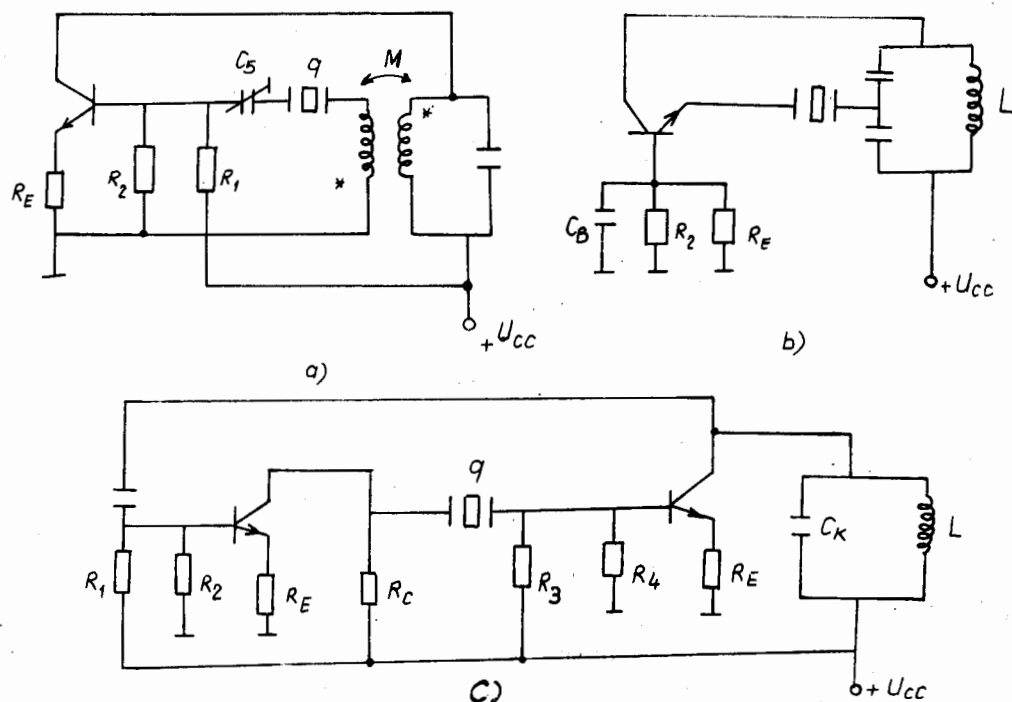 C5 q M *
* L
RE R2 R1
CB R2 RE
+ Ucc
+ Ucc
a) b)
q
CK L
R1 R2 RE RC R3 R4 RE
C) + Ucc